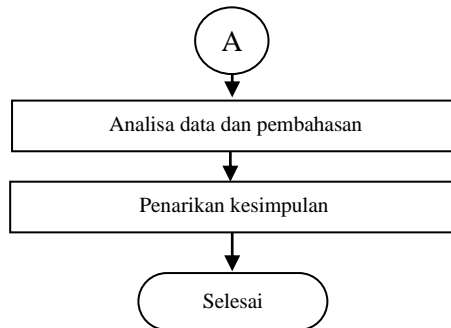 A
Analisa data dan pembahasan
Penarikan kesimpulan
Selesai